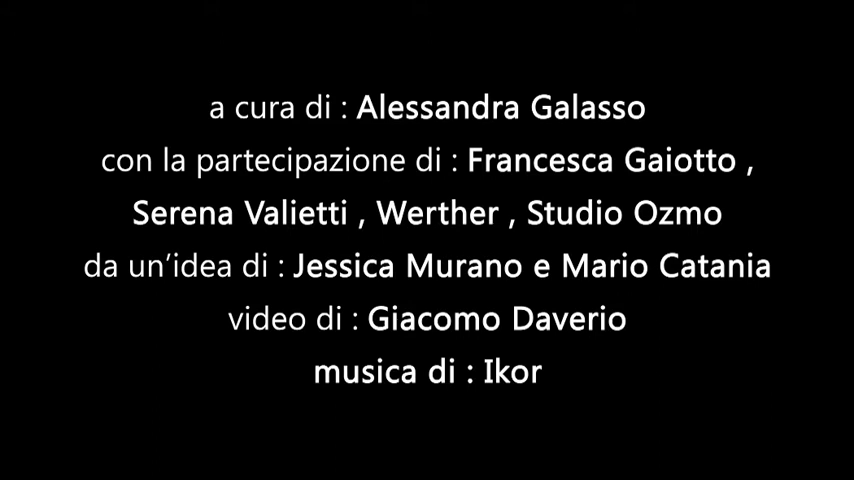 a cura di : Alessandra Galasso
con la partecipazione di : Francesca Gaiotto ,
Serena Valietti , Werther , Studio Ozmo
da un’idea di : Jessica Murano e Mario Catania
video di : Giacomo Daverio
musica di : Ikor